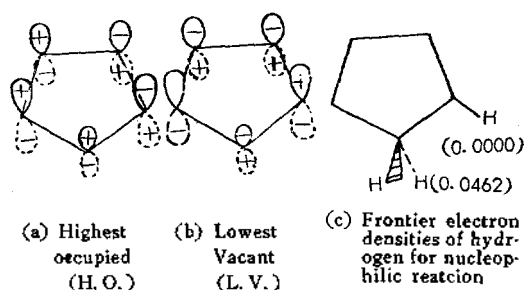 − −
− +
+ −
− +
+
−
− −
+ +
+
− −
+
−
H
(0.0000)
H H(0.0462)
(a) Highest
occupied
(H.O.)
(b) Lowest
Vacant
(L.V.)
(c) Frontier electron
densities of hydr-
ogen for nucleop-
hilic reatcion